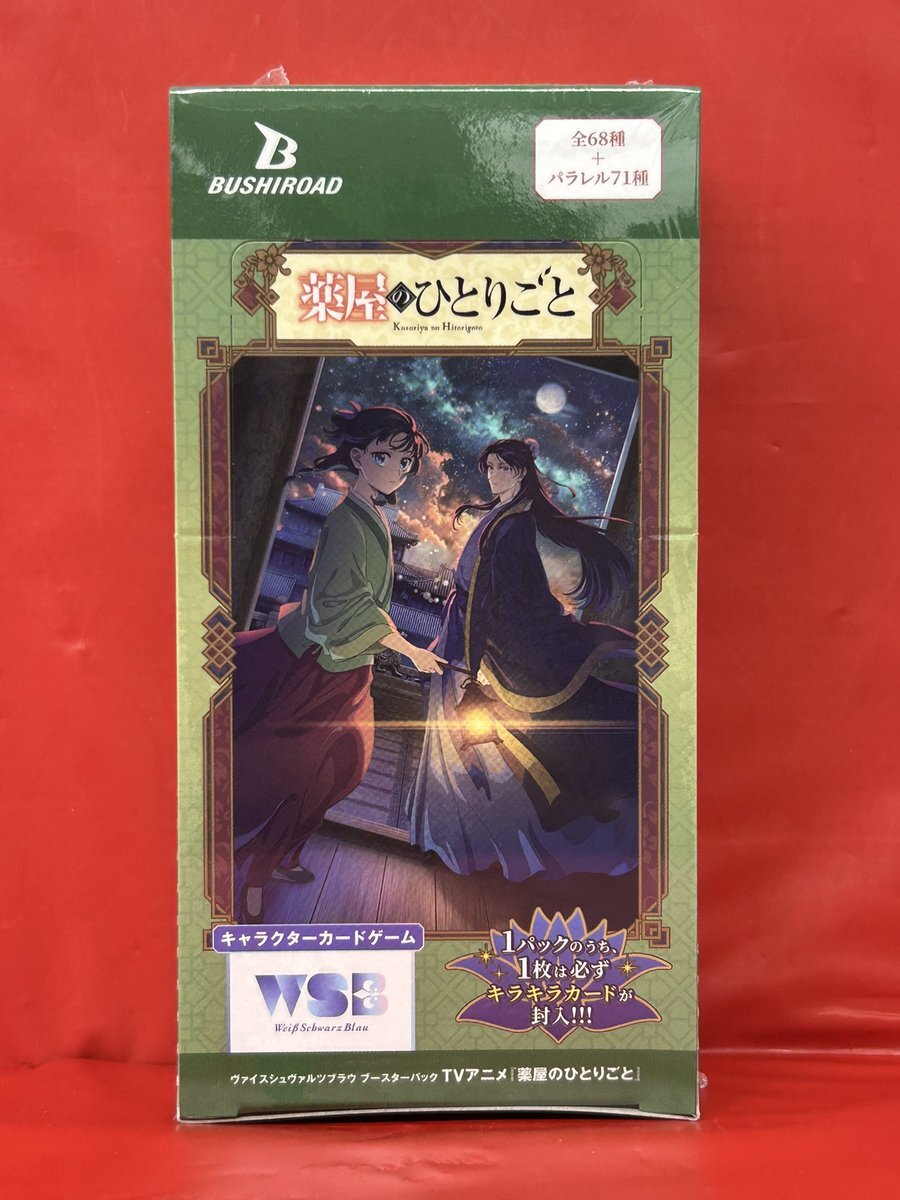 B
BUSHIROAD
全68種
+
パラレル71種
薬屋のひとりごと
Kusuriya no Hitorigoto
キャラクターカードゲーム
WSB
Weiß Schwarz Blau
1パックのうち、
1枚は必ず
キラキラカードが
封入!!!
ヴァイスシュヴァルツブラウ ブースターパック TVアニメ『薬屋のひとりごと』